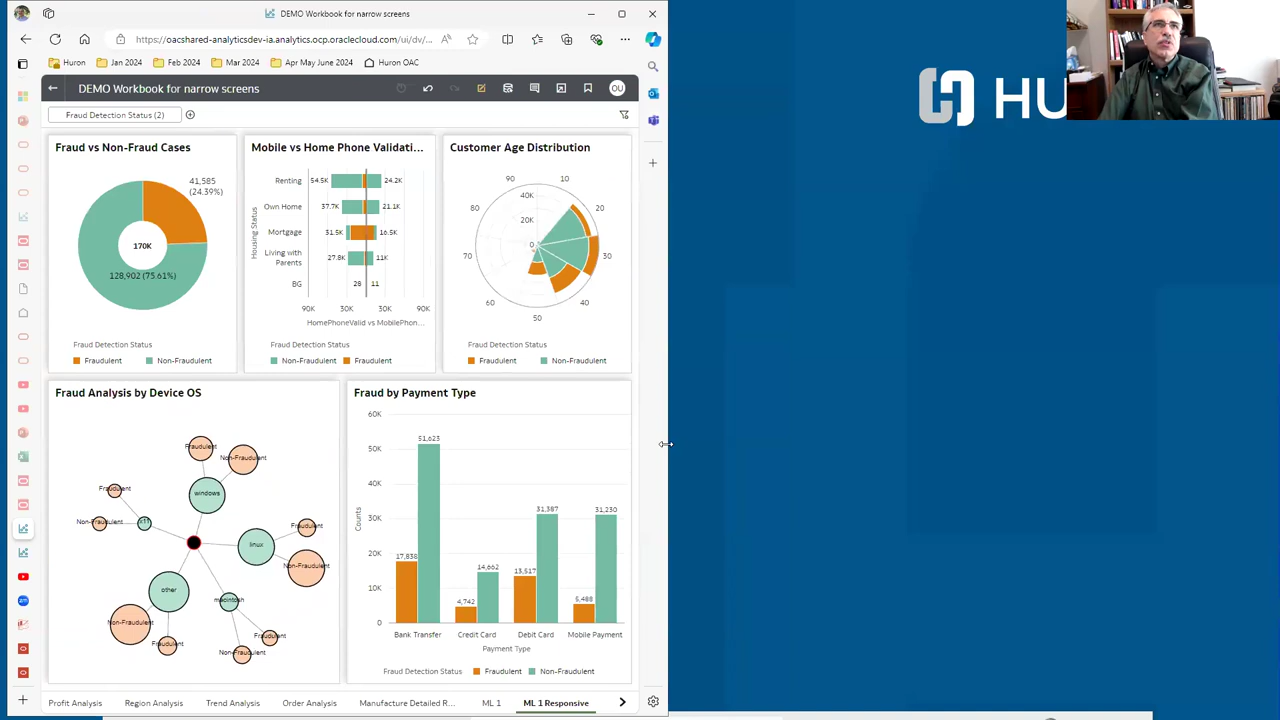 DEMO Workbook for narrow screens
https://oacshared-analyticsdev-ia.analytics.ocp.oraclecloud.com/ui/dv/...
Huron
Jan 2024
Feb 2024
Mar 2024
Apr May June 2024
Huron OAC
DEMO Workbook for narrow screens
OU
Fraud Detection Status (2)
Fraud vs Non-Fraud Cases
41,585
(24.39%)
170K
128,902 (75.61%)
Fraud Detection Status
Fraudulent
Non-Fraudulent
Mobile vs Home Phone Validati...
Housing Status
Renting
54.5K
24.2K
Own Home
37.7K
21.1K
Mortgage
31.5K
16.5K
Living with
Parents
27.8K
11K
BG
28
11
90K
30K
30K
90K
HomePhoneValid vs MobilePhon...
Fraud Detection Status
Non-Fraudulent
Fraudulent
Customer Age Distribution
90
10
80
40K
20
20K
0
70
30
60
40
50
Fraud Detection Status
Fraudulent
Non-Fraudulent
Fraud Analysis by Device OS
Fraudulent
Non-Fraudulent
windows
Fraudulent
Non-Fraudulent
x11
Fraudulent
linux
Non-Fraudulent
other
macintosh
Non-Fraudulent
Fraudulent
Fraudulent
Non-Fraudulent
Fraud by Payment Type
60K
50K
40K
30K
20K
10K
0
Counts
51,623
17,838
14,662
4,742
31,387
13,517
31,230
5,488
Bank Transfer
Credit Card
Debit Card
Mobile Payment
Payment Type
Fraud Detection Status
Fraudulent
Non-Fraudulent
Profit Analysis
Region Analysis
Trend Analysis
Order Analysis
Manufacture Detailed R...
ML 1
ML 1 Responsive
HU